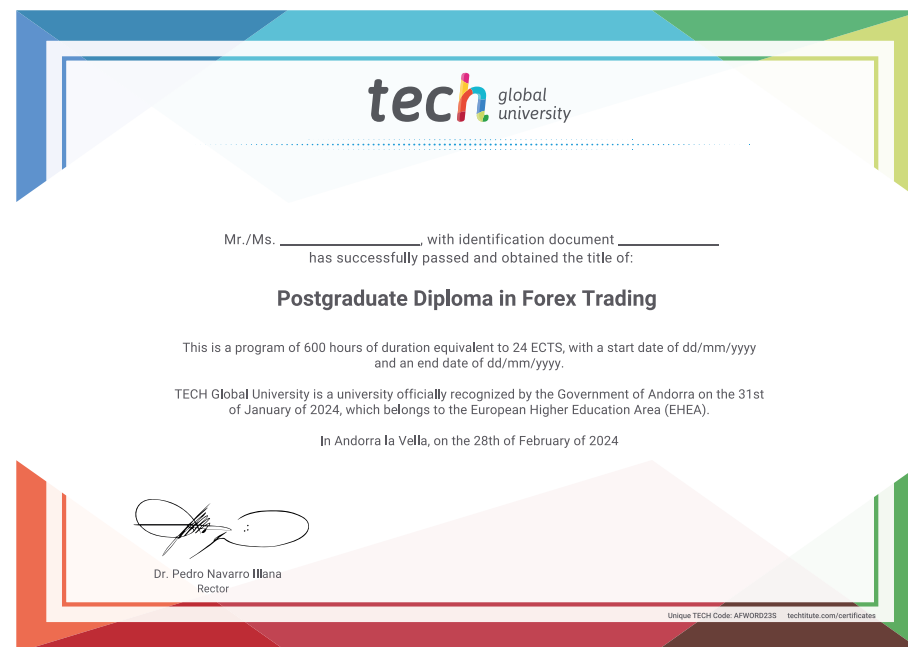 tech global university
Mr./Ms. ____________________, with identification document ______________
has successfully passed and obtained the title of:
Postgraduate Diploma in Forex Trading
This is a program of 600 hours of duration equivalent to 24 ECTS, with a start date of dd/mm/yyyy
and an end date of dd/mm/yyyy.
TECH Global University is a university officially recognized by the Government of Andorra on the 31st
of January of 2024, which belongs to the European Higher Education Area (EHEA).
In Andorra la Vella, on the 28th of February of 2024
Dr. Pedro Navarro Illana
Rector
Unique TECH Code: AFWORD23S techtitute.com/certificates